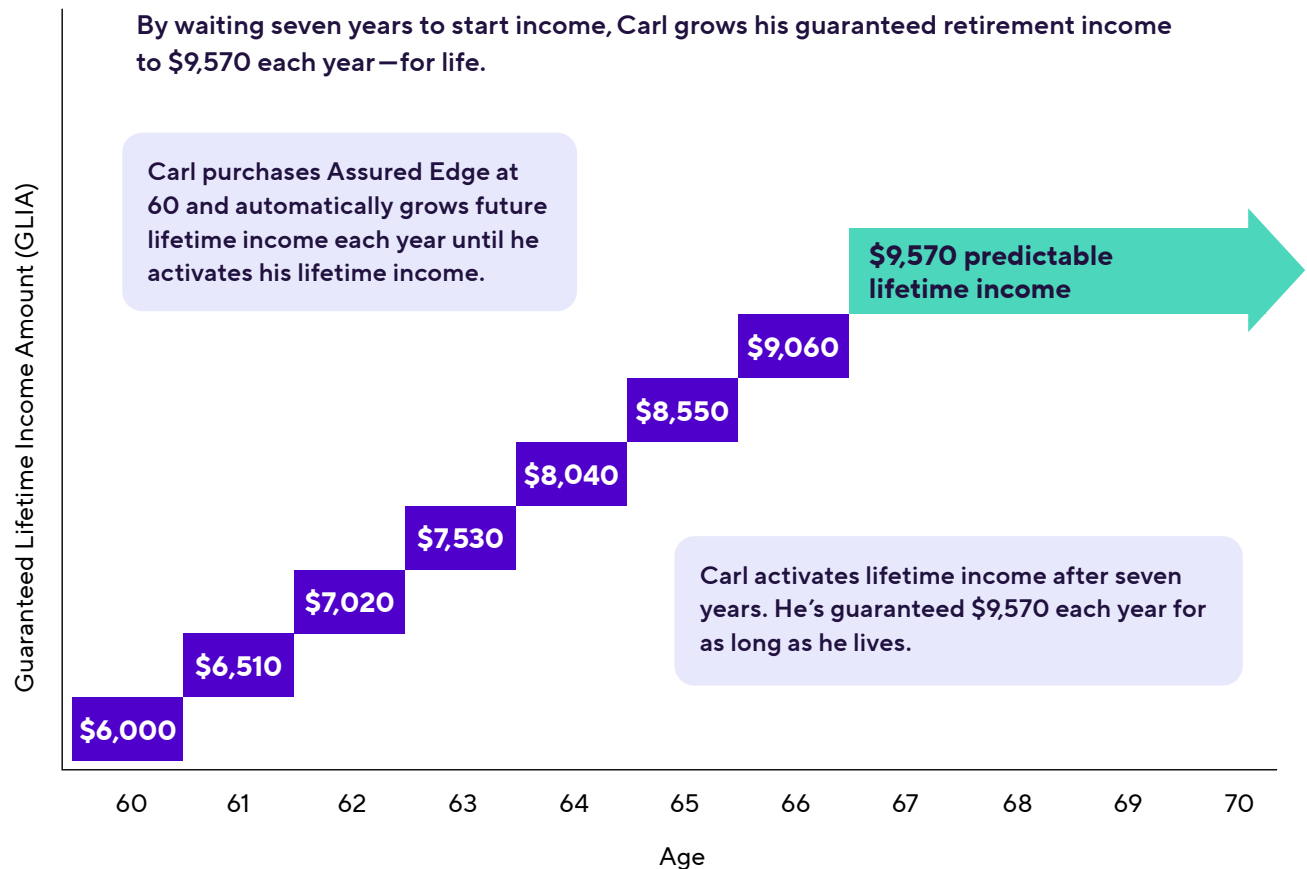 By waiting seven years to start income, Carl grows his guaranteed retirement income
to $9,570 each year—for life.
Carl purchases Assured Edge at
60 and automatically grows future
lifetime income each year until he
activates his lifetime income.
Guaranteed Lifetime Income Amount (GLIA)
$9,570 predictable
lifetime income
$9,060
$8,550
$8,040
$7,530
$7,020
$6,510
$6,000
Carl activates lifetime income after seven
years. He’s guaranteed $9,570 each year for
as long as he lives.
60 61 62 63 64 65 66 67 68 69 70
Age